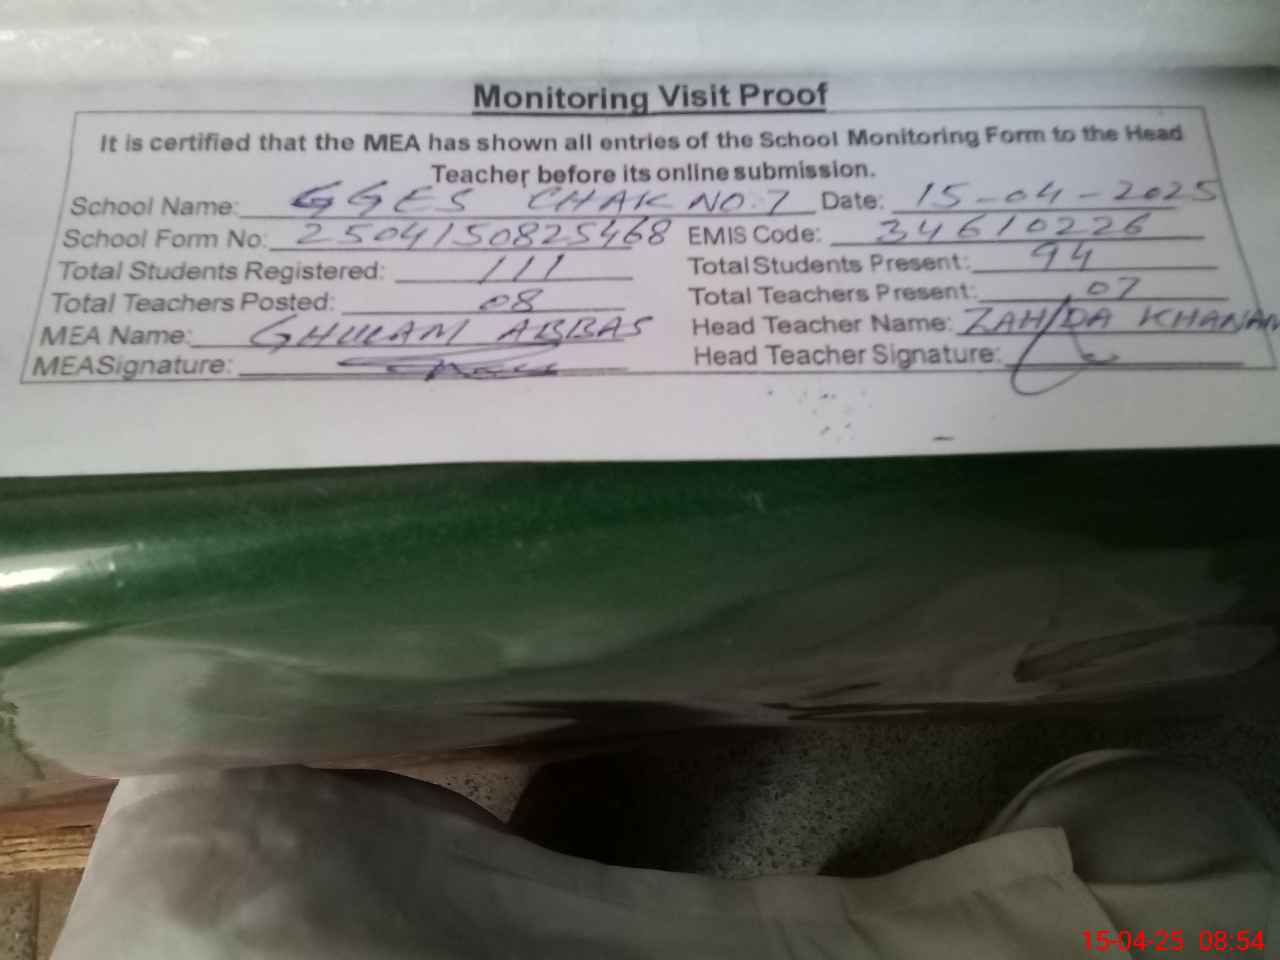 Monitoring Visit Proof
It is certified that the MEA has shown all entries of the School Monitoring Form to the Head
Teacher before its online submission.
School Name: GGES CHAK NO. 7 Date: 15-04-2025
School Form No: 2504150825468 EMIS Code: 34610226
Total Students Registered: 111 Total Students Present: 94
Total Teachers Posted: 08 Total Teachers Present: 07
MEA Name: GHULAM ABBAS Head Teacher Name: ZAHIDA KHANAM
MEASignature: Head Teacher Signature:
15-04-25 08:54